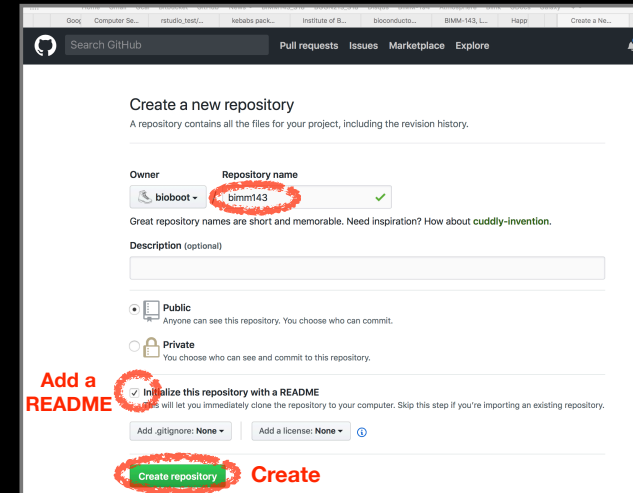 Goog Computer Se... rstudio_test/... kebabs pack... Institute of B... bioconducto... BIMM-143, L... Happ Create a Ne...
Search GitHub Pull requests Issues Marketplace Explore
Create a new repository
A repository contains all the files for your project, including the revision history.
Owner Repository name
bioboot / bimm143
Great repository names are short and memorable. Need inspiration? How about cuddly-invention.
Description (optional)
Public
Anyone can see this repository. You choose who can commit.
Private
You choose who can see and commit to this repository.
Add a
README
Initialize this repository with a README
This will let you immediately clone the repository to your computer. Skip this step if you're importing an existing repository.
Add .gitignore: None Add a license: None
Create repository Create